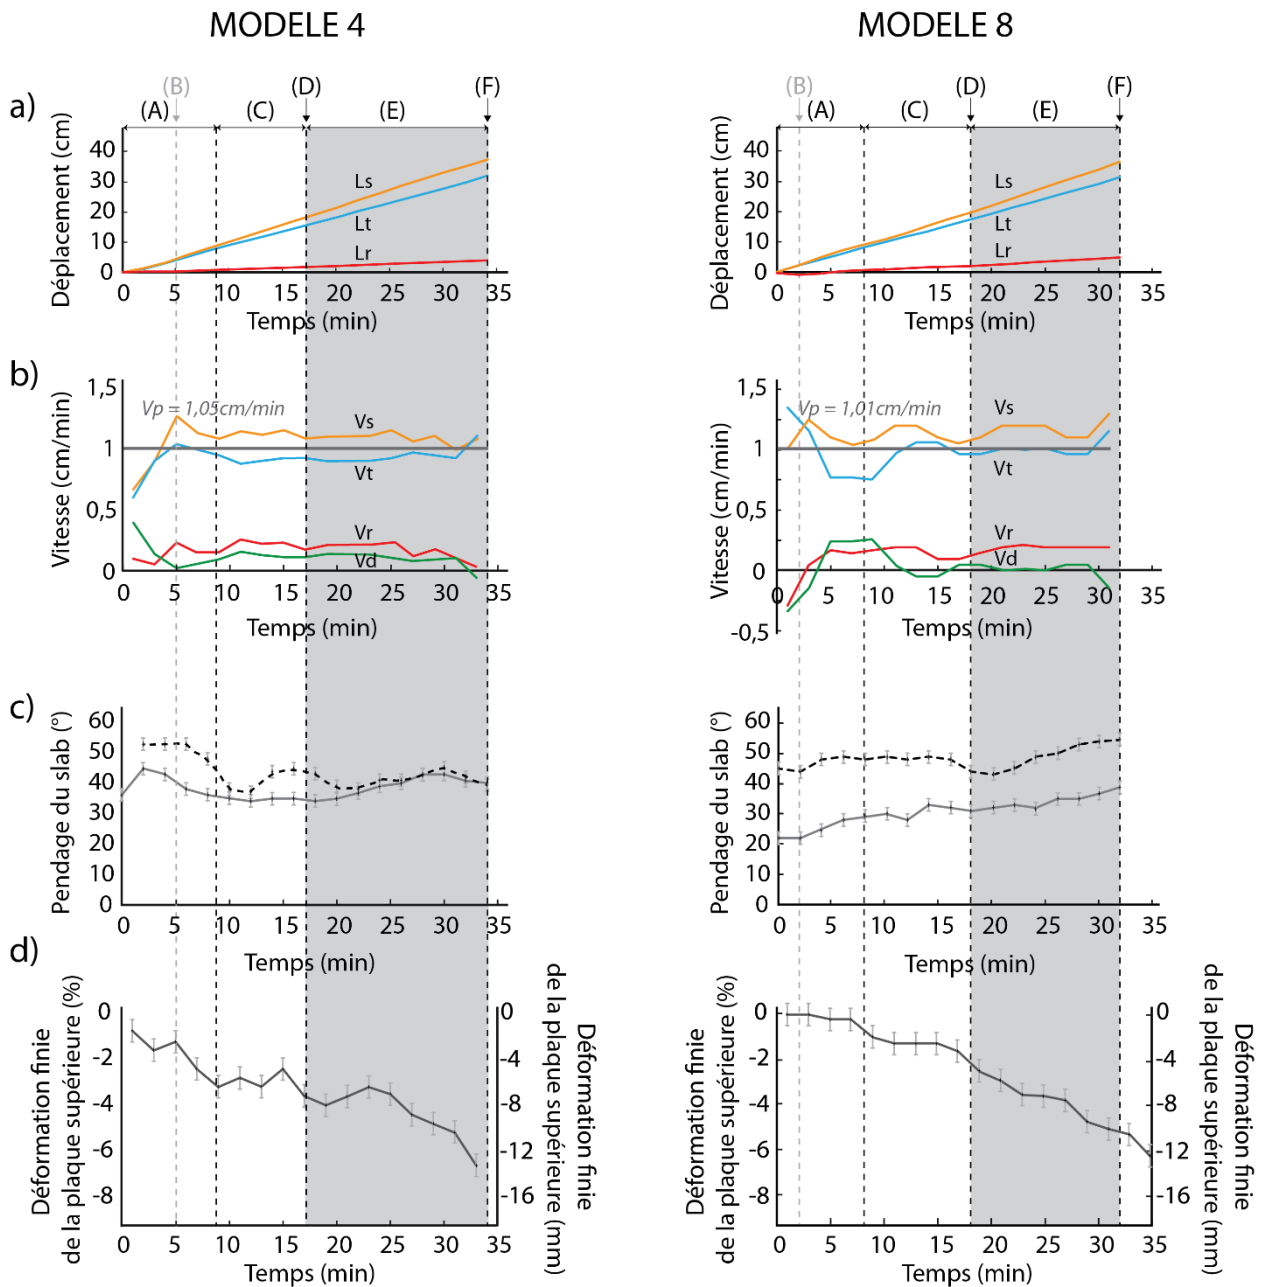 MODELE 4
(B)
(D)
(F)
(A)
(C)
(E)
a)
Déplacement (cm)
40
30
20
10
0
Ls
Lt
Lr
0 5 10 15 20 25 30 35
Temps (min)
b)
Vitesse (cm/min)
1,5
1
0,5
0
Vp = 1,05cm/min
Vs
Vt
Vr
Vd
0 5 10 15 20 25 30 35
Temps (min)
c)
Pendage du slab (°)
60
50
40
30
20
10
0
0 5 10 15 20 25 30 35
Temps (min)
d)
Déformation finie
de la plaque supérieure (%)
0
-2
-4
-6
-8
0
-4
-8
-12
-16
Déformation finie
de la plaque supérieure (mm)
0 5 10 15 20 25 30 35
Temps (min)
MODELE 8
(B)
(D)
(F)
(A)
(C)
(E)
Déplacement (cm)
40
30
20
10
0
Ls
Lt
Lr
0 5 10 15 20 25 30 35
Temps (min)
Vitesse (cm/min)
1,5
1
0,5
0
-0,5
Vp = 1,01cm/min
Vs
Vt
Vr
Vd
0 5 10 15 20 25 30 35
Temps (min)
Pendage du slab (°)
60
50
40
30
20
10
0
0 5 10 15 20 25 30 35
Temps (min)
Déformation finie
de la plaque supérieure (%)
0
-2
-4
-6
-8
0
-4
-8
-12
-16
Déformation finie
de la plaque supérieure (mm)
0 5 10 15 20 25 30 35
Temps (min)